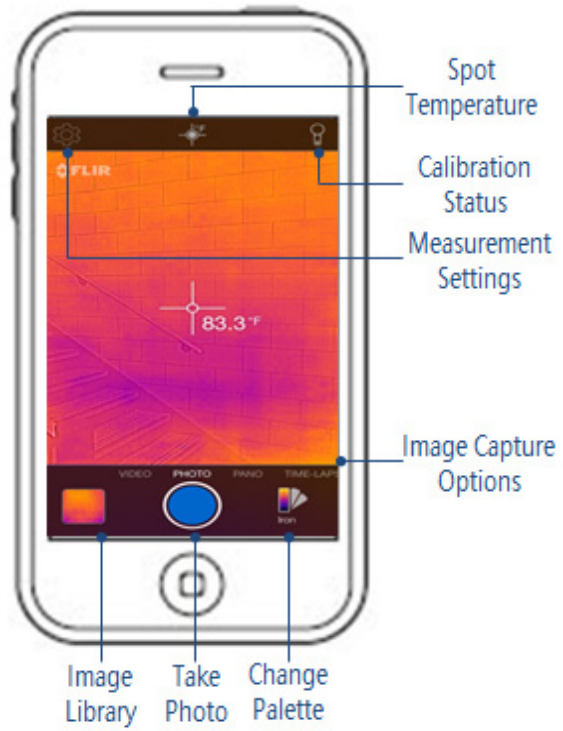 Spot
Temperature
°F
Calibration
Status
FLIR
Measurement
Settings
83.3°F
Image Capture
Options
VIDEO PHOTO PANO TIME-LAPS
Iron
Image
Library
Take
Photo
Change
Palette